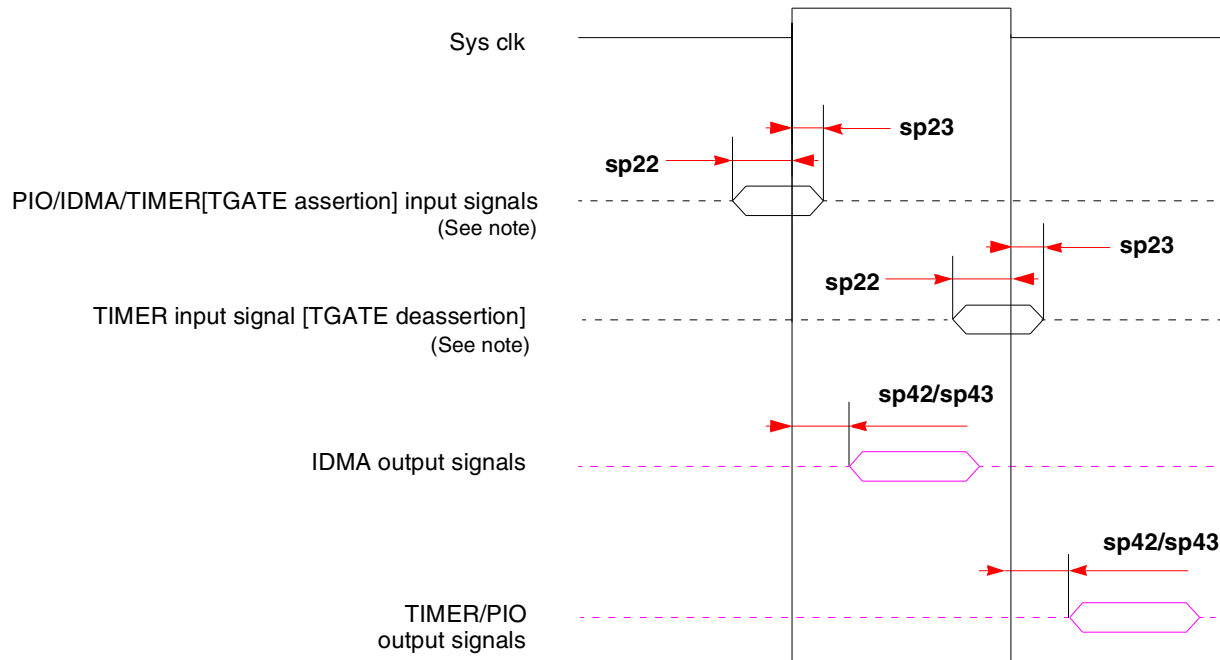 Sys clk
sp23
sp22
PIO/IDMA/TIMER[TGATE assertion] input signals
(See note)
sp23
sp22
TIMER input signal [TGATE deassertion]
(See note)
sp42/sp43
IDMA output signals
sp42/sp43
TIMER/PIO
output signals